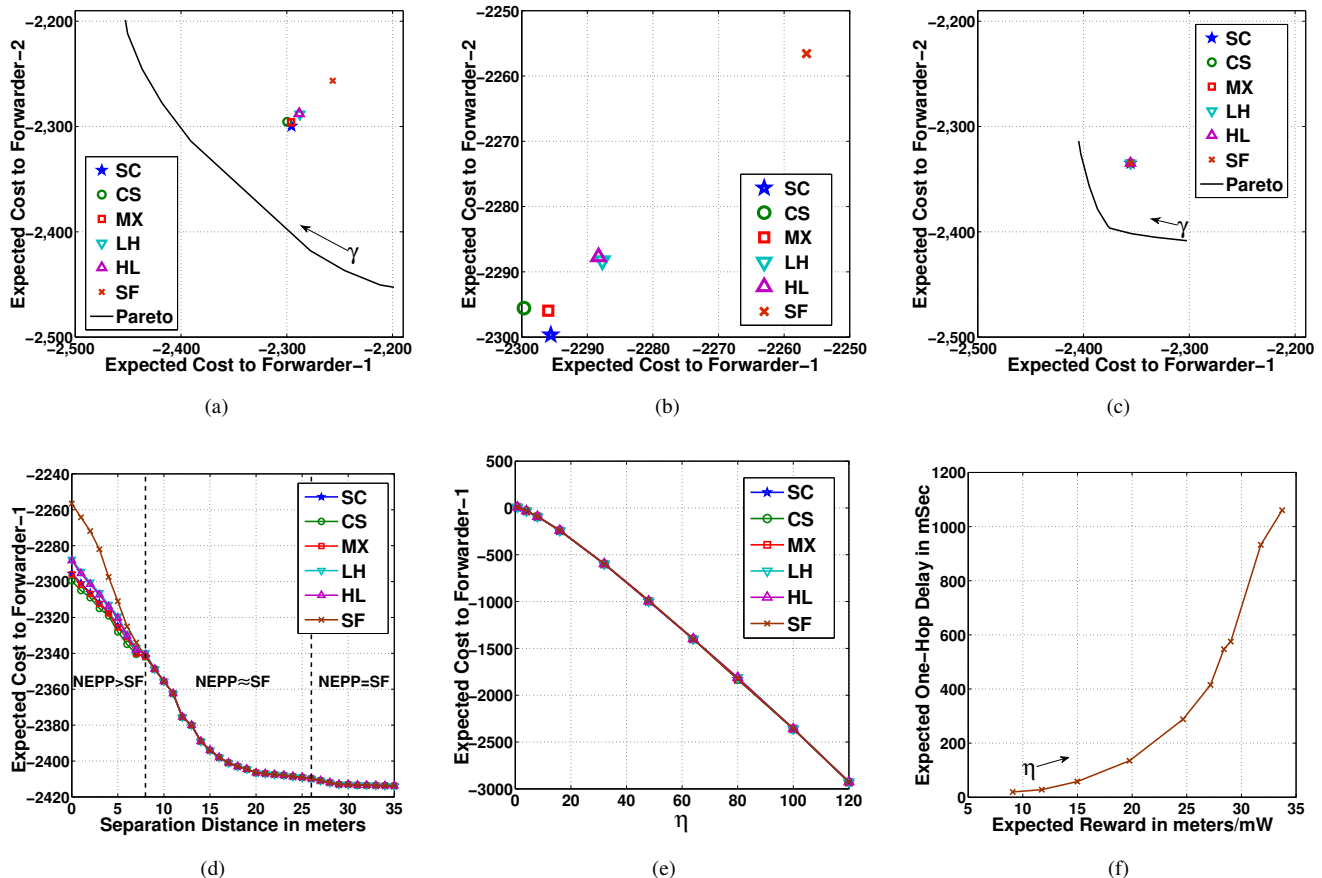 −2,200
−2,300
−2,400
−2,500
−2,500
−2,400
−2,300
−2,200
Expected Cost to Forwarder−1
Expected Cost to Forwarder−2
SC
CS
MX
LH
HL
SF
Pareto
γ
(a)
−2250
−2260
−2270
−2280
−2290
−2300
−2300
−2290
−2280
−2270
−2260
−2250
Expected Cost to Forwarder−1
Expected Cost to Forwarder−2
SC
CS
MX
LH
HL
SF
(b)
−2,200
−2,300
−2,400
−2,500
−2,500
−2,400
−2,300
−2,200
Expected Cost to Forwarder−1
Expected Cost to Forwarder−2
SC
CS
MX
LH
HL
SF
Pareto
γ
(c)
−2240
−2260
−2280
−2300
−2320
−2340
−2360
−2380
−2400
−2420
0
5
10
15
20
25
30
35
Separation Distance in meters
Expected Cost to Forwarder−1
SC
CS
MX
LH
HL
SF
NEPP>SF
NEPP≈SF
NEPP=SF
(d)
500
0
−500
−1000
−1500
−2000
−2500
−3000
0
20
40
60
80
100
120
η
Expected Cost to Forwarder−1
SC
CS
MX
LH
HL
SF
(e)
1200
1000
800
600
400
200
0
5
10
15
20
25
30
35
Expected Reward in meters/mW
Expected One−Hop Delay in mSec
η
(f)